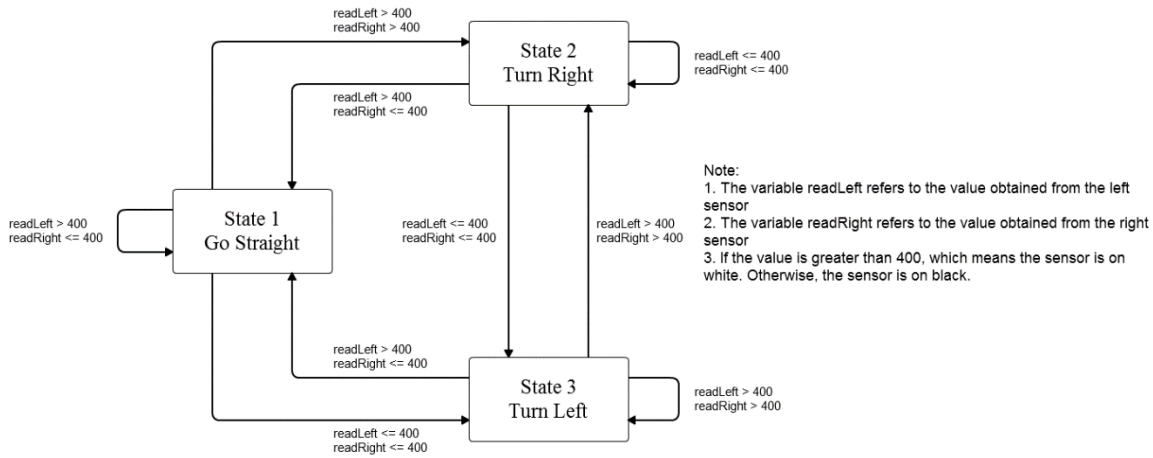 readLeft > 400
readRight > 400
State 2
Turn Right
readLeft <= 400
readRight <= 400
readLeft > 400
readRight <= 400
State 1
Go Straight
readLeft > 400
readRight <= 400
readLeft <= 400
readRight <= 400
readLeft > 400
readRight > 400
Note:
1. The variable readLeft refers to the value obtained from the left
sensor
2. The variable readRight refers to the value obtained from the right
sensor
3. If the value is greater than 400, which means the sensor is on
white. Otherwise, the sensor is on black.
readLeft > 400
readRight <= 400
State 3
Turn Left
readLeft > 400
readRight > 400
readLeft <= 400
readRight <= 400